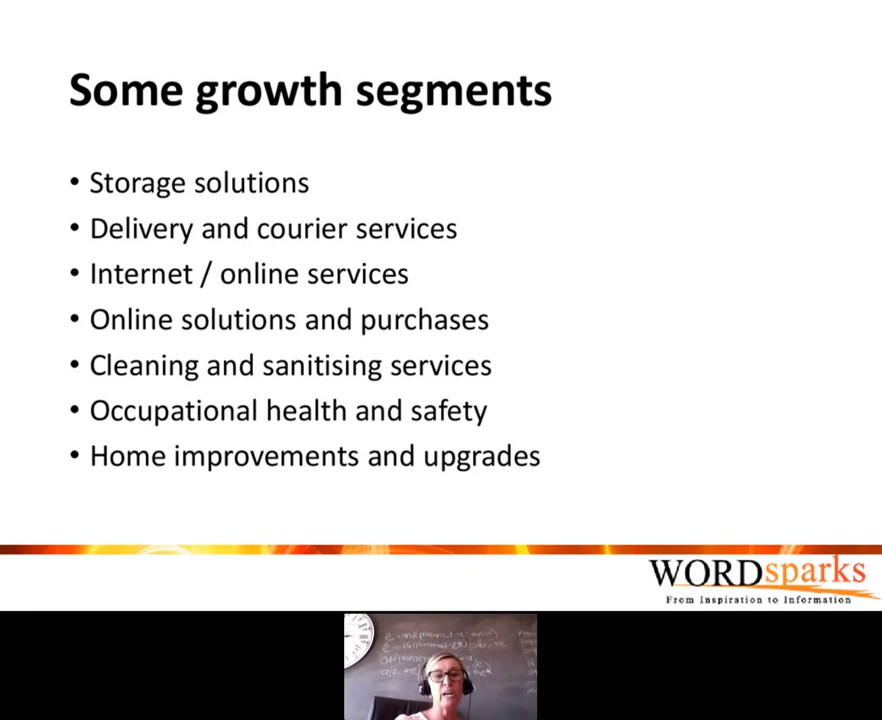 Some growth segments
• Storage solutions
• Delivery and courier services
• Internet / online services
• Online solutions and purchases
• Cleaning and sanitising services
• Occupational health and safety
• Home improvements and upgrades
WORDsparks
From Inspiration to Information